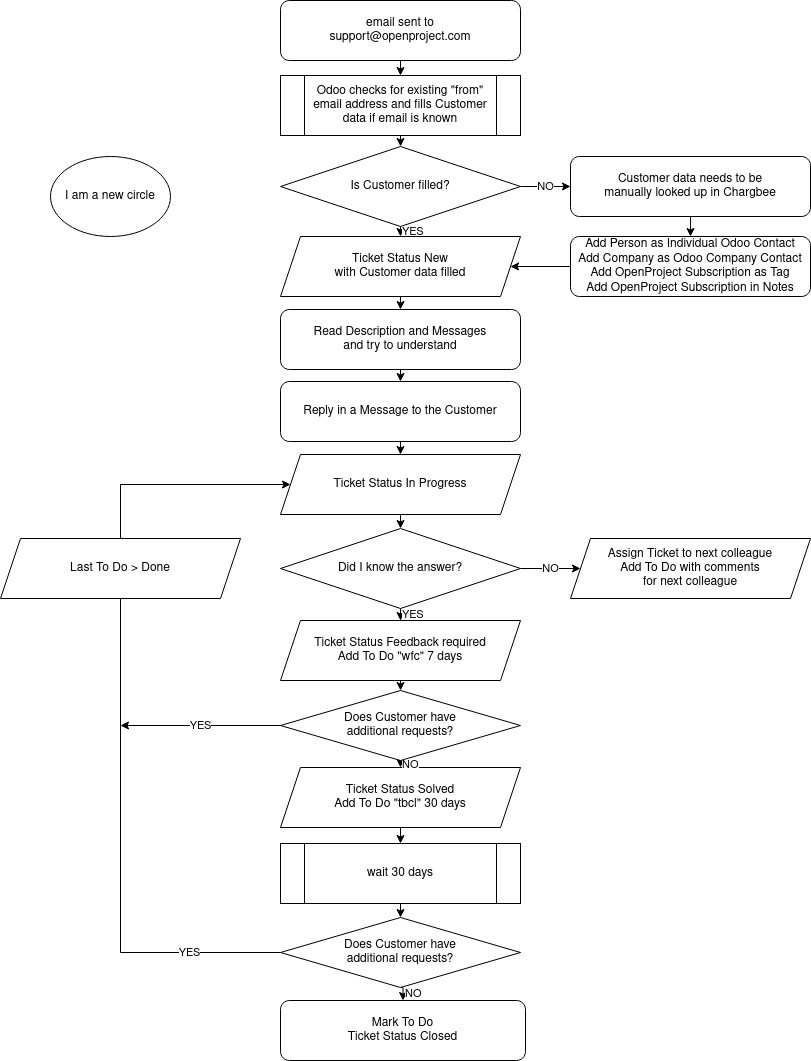 email sent to
support@openproject.com
Odoo checks for existing "from"
email address and fills Customer
data if email is known
I am a new circle
Is Customer filled?
NO
Customer data needs to be
manually looked up in Chargbee
YES
Ticket Status New
with Customer data filled
Add Person as Individual Odoo Contact
Add Company as Odoo Company Contact
Add OpenProject Subscription as Tag
Add OpenProject Subscription in Notes
Read Description and Messages
and try to understand
Reply in a Message to the Customer
Ticket Status In Progress
Last To Do > Done
Did I know the answer?
NO
Assign Ticket to next colleague
Add To Do with comments
for next colleague
YES
Ticket Status Feedback required
Add To Do "wfc" 7 days
Does Customer have
additional requests?
YES
NO
Ticket Status Solved
Add To Do "tbcl" 30 days
wait 30 days
Does Customer have
additional requests?
YES
NO
Mark To Do
Ticket Status Closed